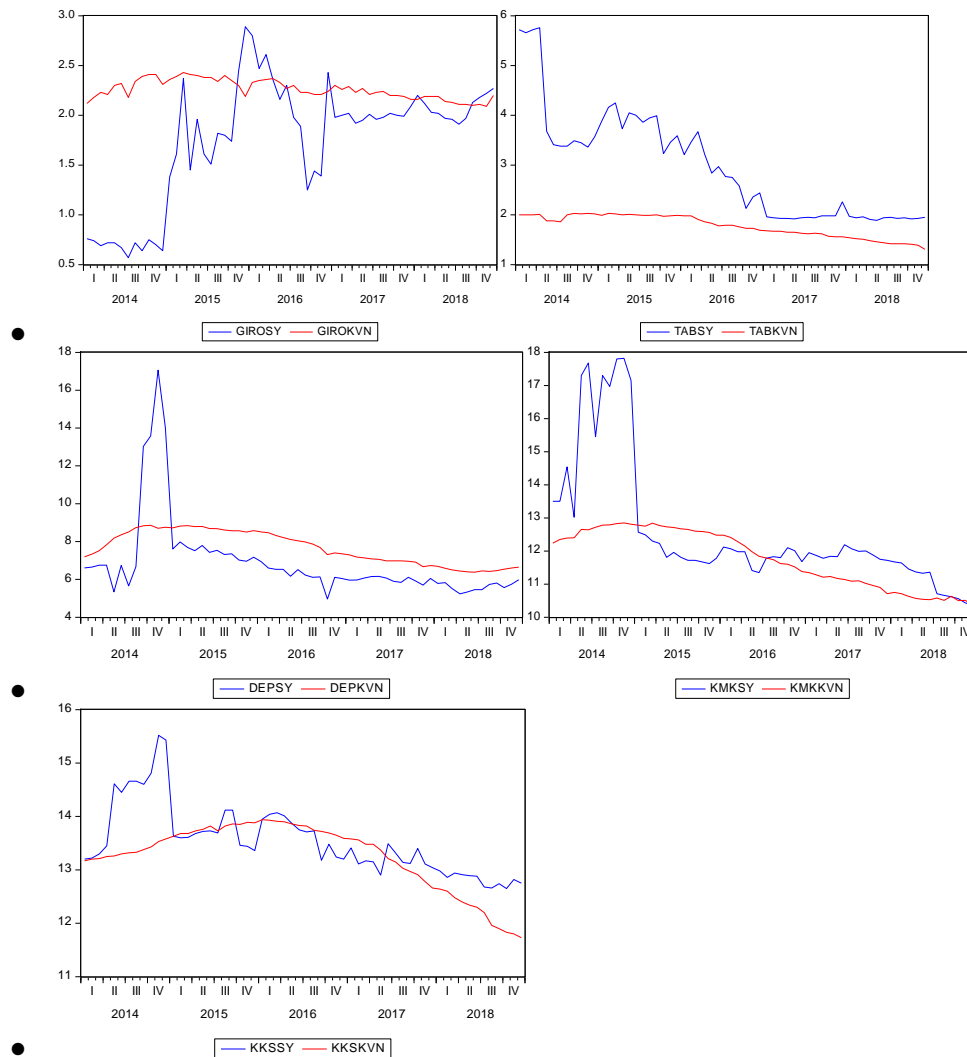 3.0
2.5
2.0
1.5
1.0
0.5
I II III IV I II III IV I II III IV I II III IV I II III IV
2014 2015 2016 2017 2018
GIROSY GIROKVN
6
5
4
3
2
1
I II III IV I II III IV I II III IV I II III IV I II III IV
2014 2015 2016 2017 2018
TABSY TABKVN
18
16
14
12
10
8
6
4
I II III IV I II III IV I II III IV I II III IV I II III IV
2014 2015 2016 2017 2018
DEPSY DEPKVN
18
17
16
15
14
13
12
11
10
I II III IV I II III IV I II III IV I II III IV I II III IV
2014 2015 2016 2017 2018
KMKSY KMKKVN
16
15
14
13
12
11
I II III IV I II III IV I II III IV I II III IV I II III IV
2014 2015 2016 2017 2018
KKSSY KKSKVN